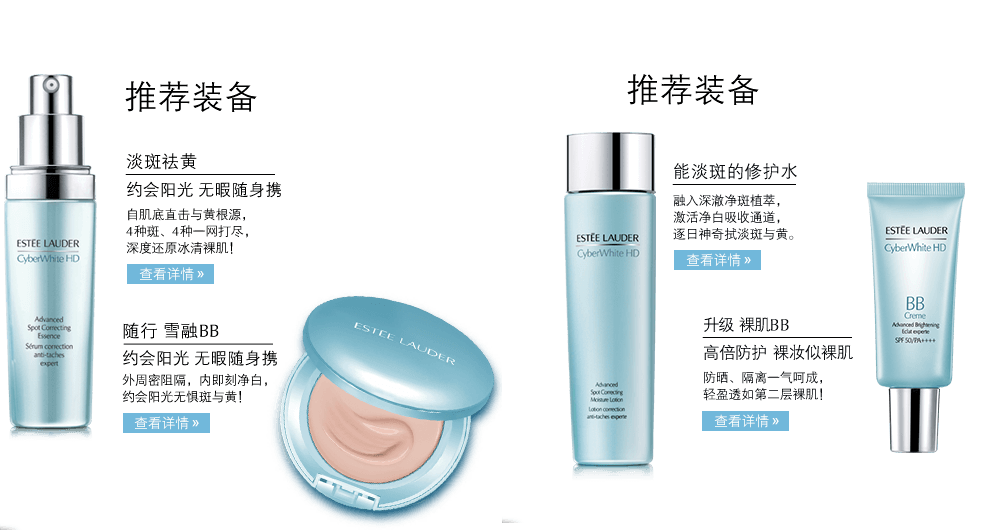 推荐装备
淡斑祛黄
约会阳光 无暇随身携
自肌底直击与黄根源，
4种斑、4种一网打尽，
深度还原冰清裸肌！
查看详情 »
随行 雪融BB
约会阳光 无暇随身携
外周密阻隔，内即刻净白，
约会阳光无惧斑与黄！
查看详情 »
ESTĒE LAUDER
CyberWhite HD
Advanced
Spot Correcting
Essence
Sérum correction
anti-taches
expert
ESTĒE LAUDER
推荐装备
能淡斑的修护水
融入深澈净斑植萃，
激活净白吸收通道，
逐日神奇拭淡斑与黄。
查看详情 »
升级 裸肌BB
高倍防护 裸妆似裸肌
防晒、隔离一气呵成，
轻盈透如第二层裸肌！
查看详情 »
ESTĒE LAUDER
CyberWhite HD
Advanced
Spot Correcting
Moisture Lotion
Lotion correction
anti-taches experte
ESTĒE LAUDER
CyberWhite HD
BB
Creme
Advanced Brightening
Eclat experte
SPF 50/PA++++